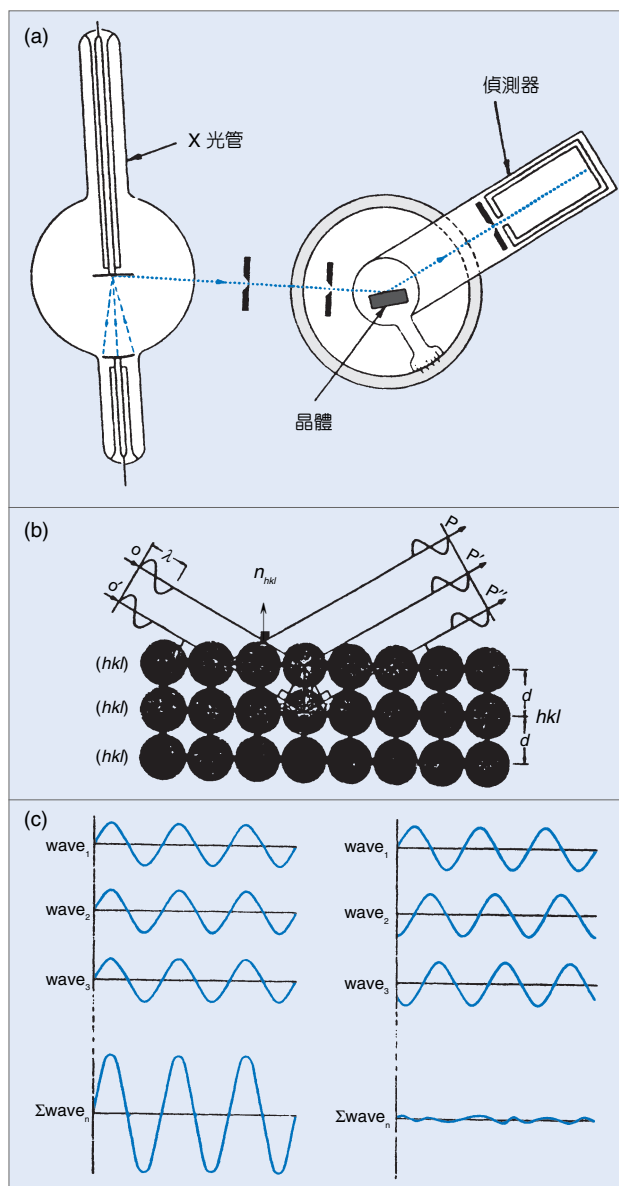 (a)
X 光管
偵測器
晶體
(b)
o
λ
o'
n_hkl
P
P'
P''
(hkl)
(hkl)
(hkl)
d
d
hkl
(c)
wave₁
wave₂
wave₃
Σwaveₙ
wave₁
wave₂
wave₃
Σwaveₙ